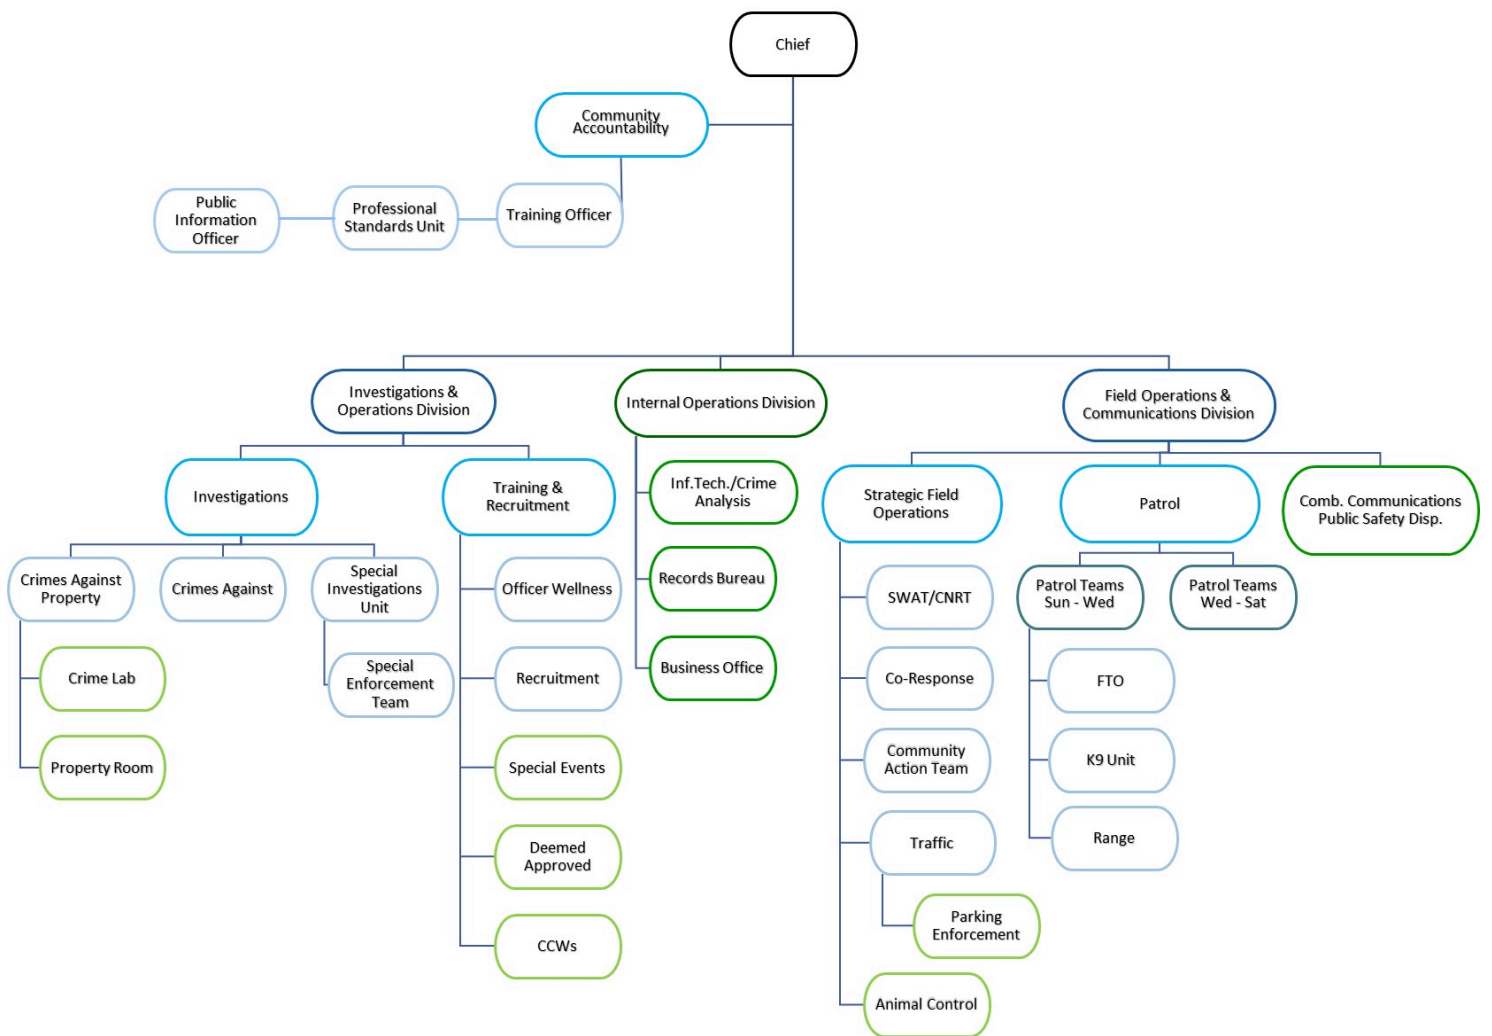 Chief
Community
Accountability
Public
Information
Officer
Professional
Standards Unit
Training Officer
Investigations &
Operations Division
Internal Operations Division
Field Operations &
Communications Division
Investigations
Training &
Recruitment
Inf.Tech./Crime
Analysis
Strategic Field
Operations
Patrol
Comb. Communications
Public Safety Disp.
Crimes Against
Property
Crimes Against
Special
Investigations
Unit
Officer Wellness
Records Bureau
SWAT/CNRT
Patrol Teams
Sun - Wed
Patrol Teams
Wed - Sat
Crime Lab
Special
Enforcement
Team
Recruitment
Business Office
Co-Response
FTO
Property Room
Special Events
Community
Action Team
K9 Unit
Deemed
Approved
Traffic
Range
CCWs
Parking
Enforcement
Animal Control